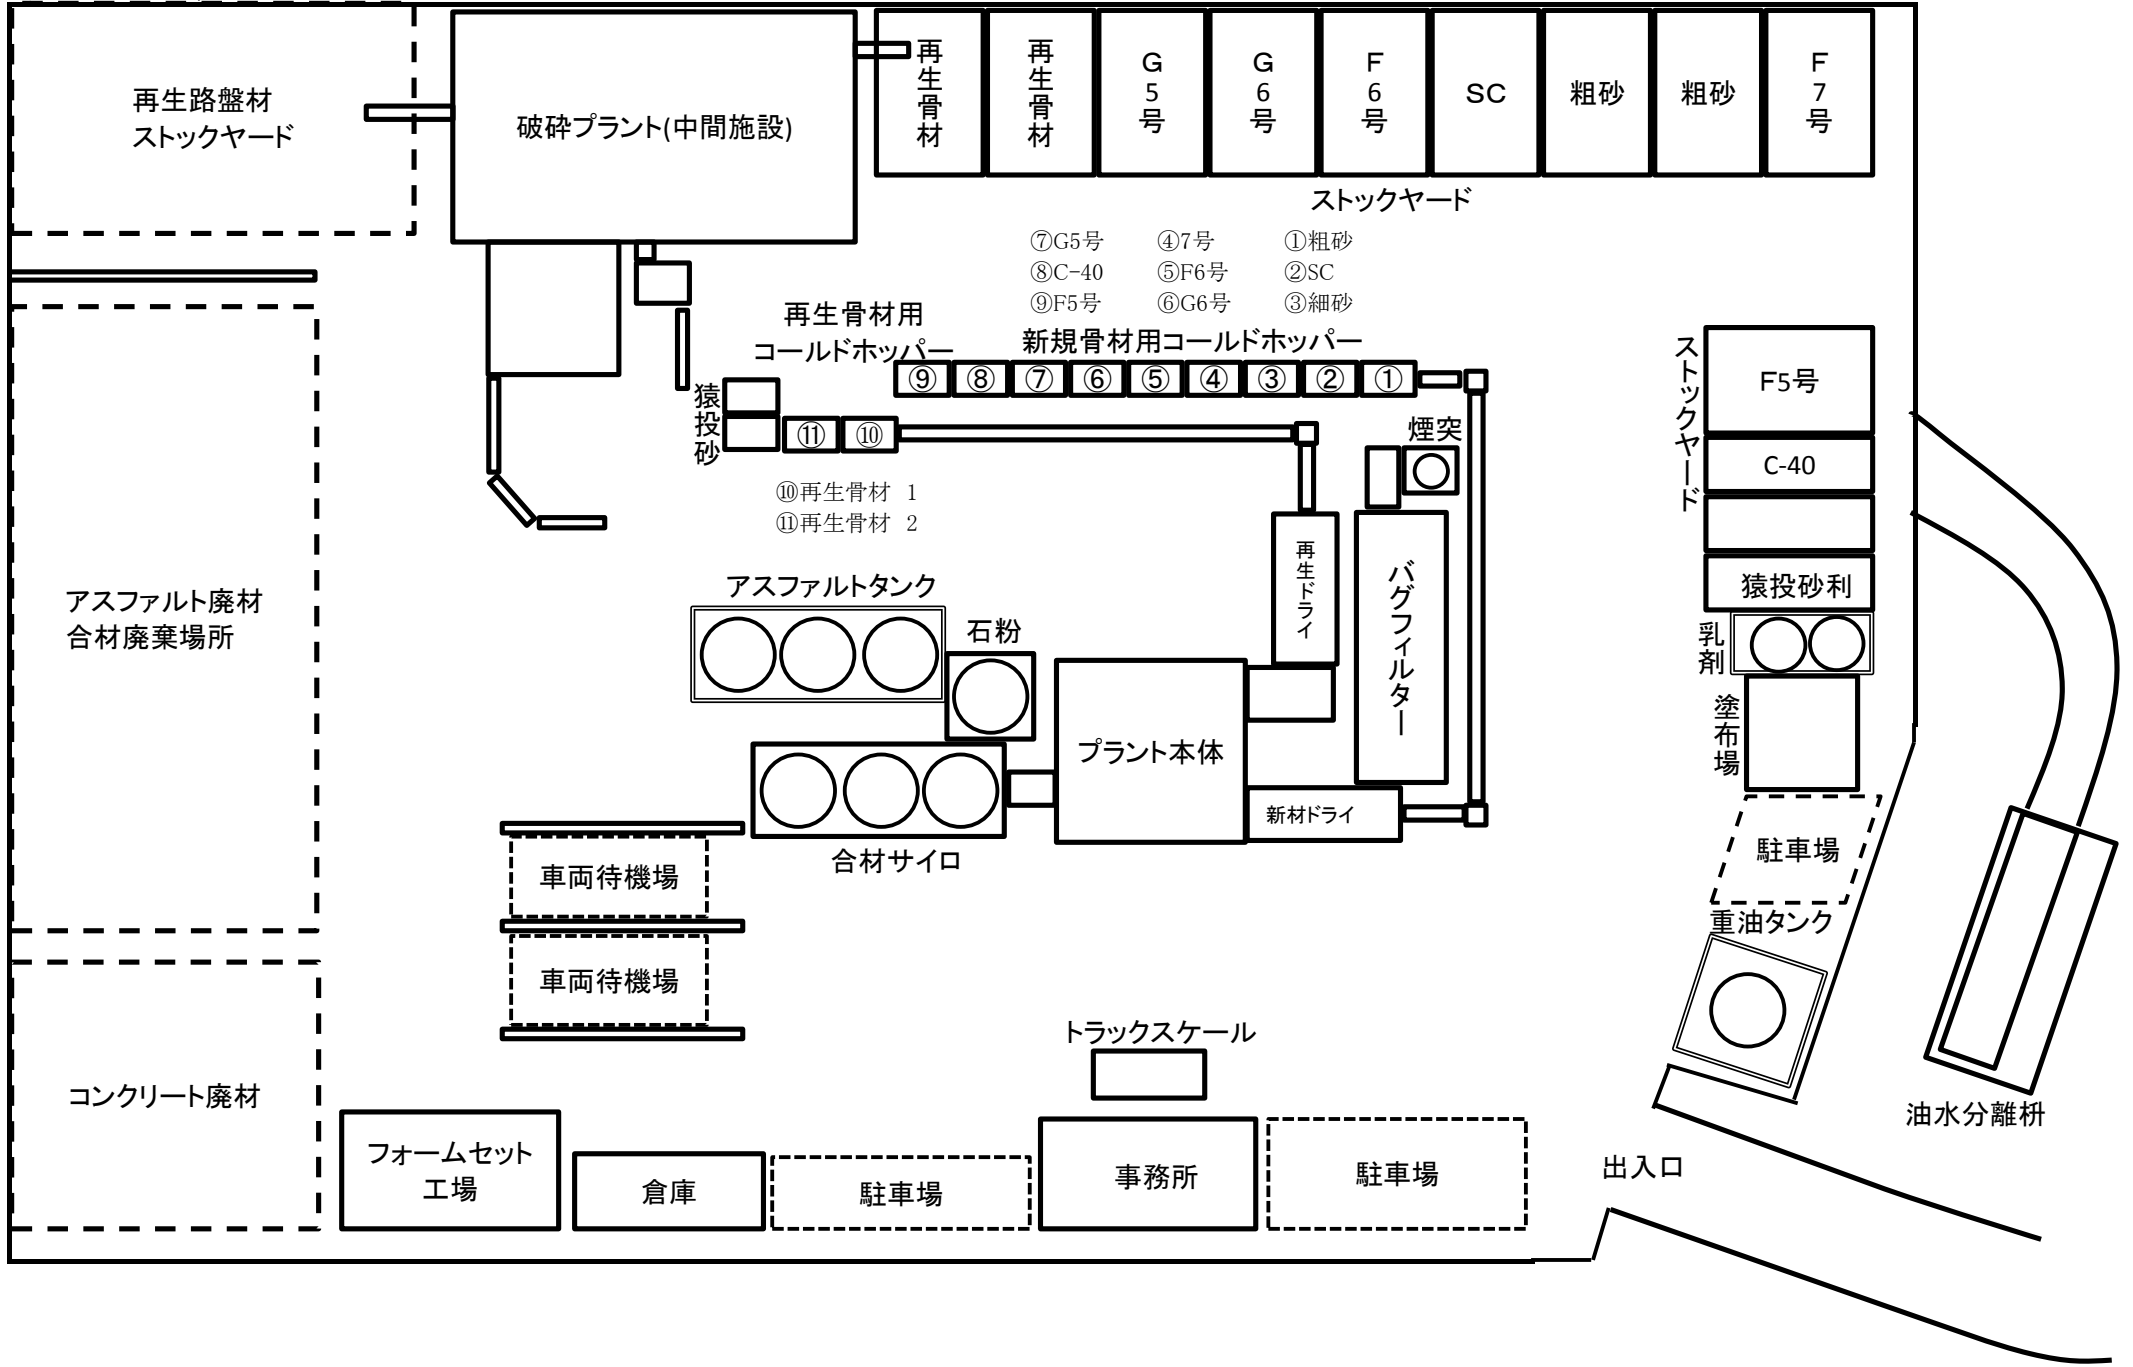 再生路盤材
ストックヤード
破砕プラント(中間施設)
再生骨材
再生骨材
G5号
G6号
F6号
SC
粗砂
粗砂
F7号
ストックヤード
⑦G5号
④7号
①粗砂
⑧C-40
⑤F6号
②SC
⑨F5号
⑥G6号
③細砂
再生骨材用
コールドホッパー
新規骨材用コールドホッパー
⑨
⑧
⑦
⑥
⑤
④
③
②
①
猿投砂
⑪
⑩
⑩再生骨材 1
⑪再生骨材 2
煙突
ストックヤード
F5号
C-40
猿投砂利
乳剤
塗布場
駐車場
重油タンク
アスファルト廃材
合材廃棄場所
アスファルトタンク
石粉
再生ドライ
バグフィルター
プラント本体
新材ドライ
合材サイロ
車両待機場
車両待機場
トラックスケール
コンクリート廃材
フォームセット
工場
倉庫
駐車場
事務所
駐車場
出入口
油水分離枡